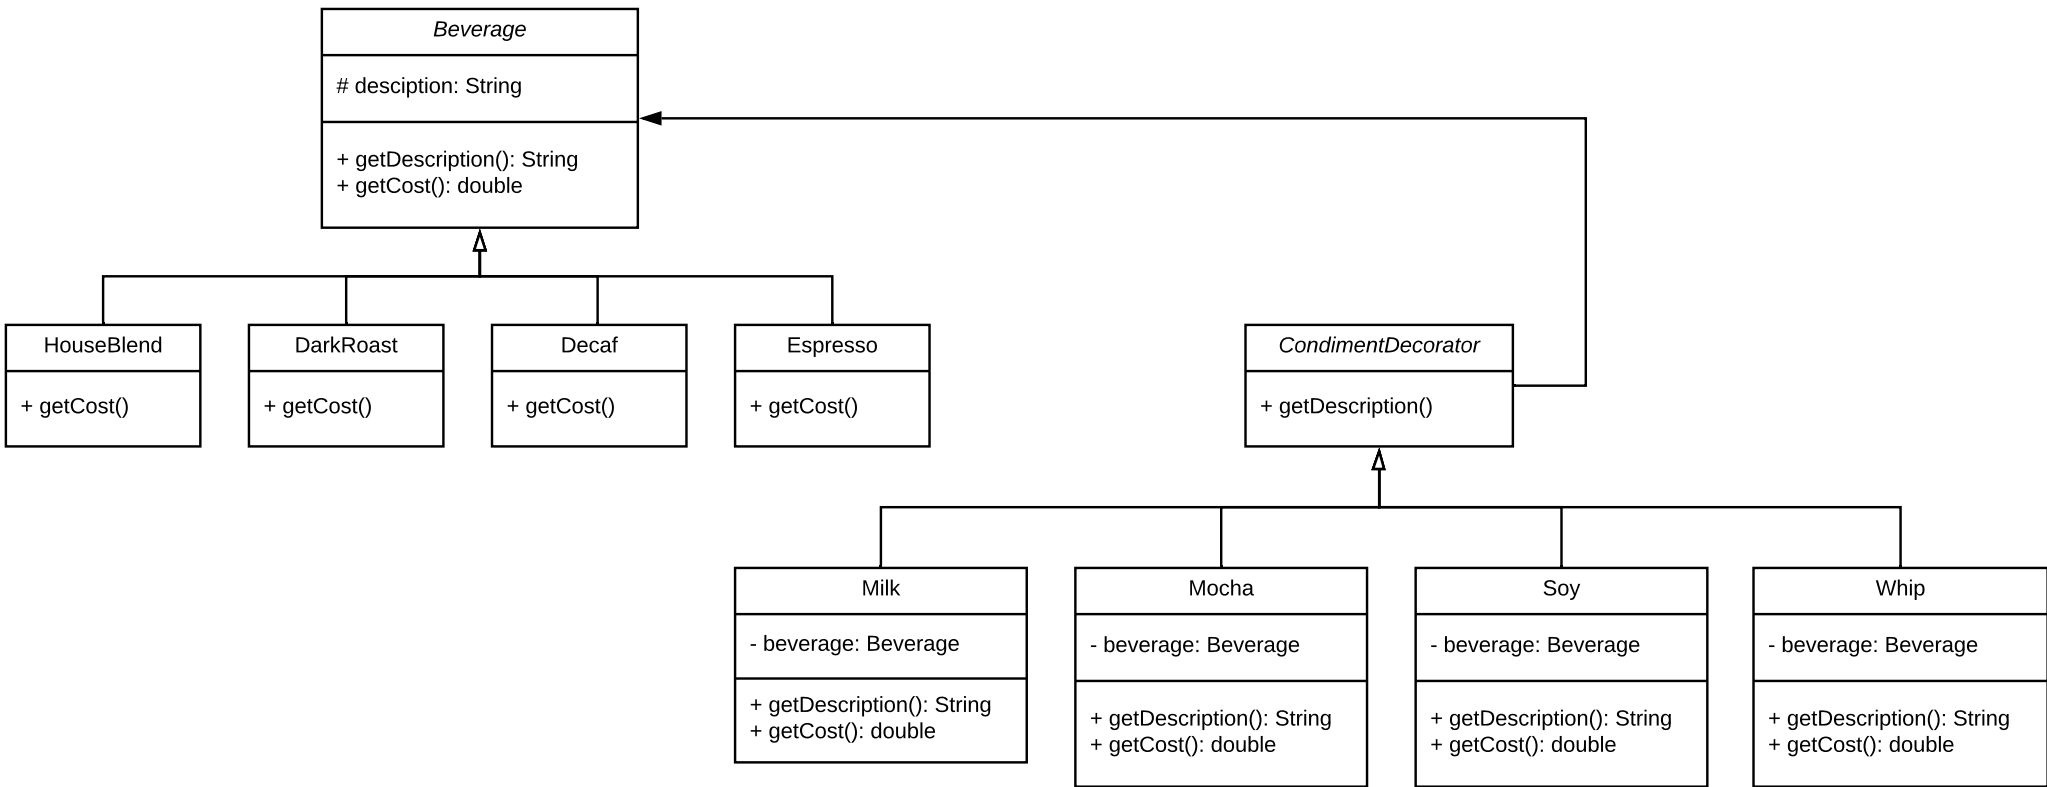 Beverage
# desciption: String
+ getDescription(): String
+ getCost(): double
HouseBlend
+ getCost()
DarkRoast
+ getCost()
Decaf
+ getCost()
Espresso
+ getCost()
CondimentDecorator
+ getDescription()
Milk
- beverage: Beverage
+ getDescription(): String
+ getCost(): double
Mocha
- beverage: Beverage
+ getDescription(): String
+ getCost(): double
Soy
- beverage: Beverage
+ getDescription(): String
+ getCost(): double
Whip
- beverage: Beverage
+ getDescription(): String
+ getCost(): double